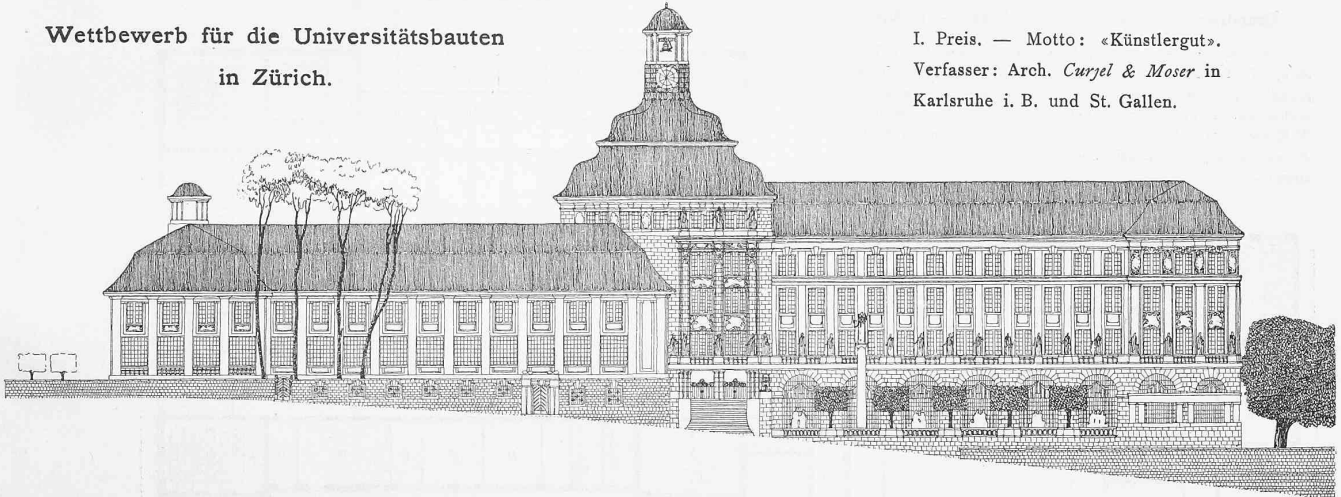 Wettbewerb für die Universitätsbauten
in Zürich.
I. Preis. — Motto: «Künstlergut».
Verfasser: Arch. Curjel & Moser in
Karlsruhe i. B. und St. Gallen.